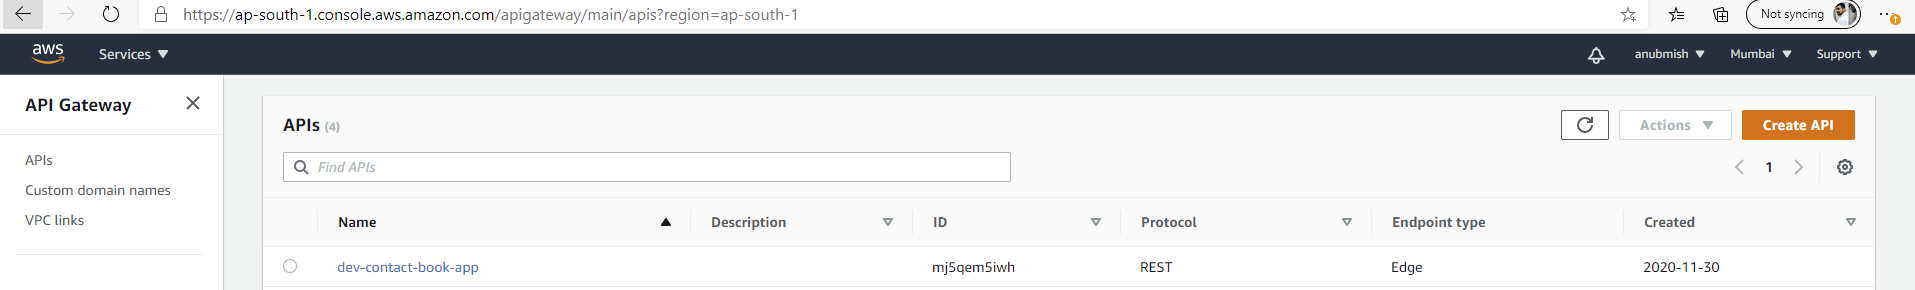 https://ap-south-1.console.aws.amazon.com/apigateway/main/apis?region=ap-south-1
Not syncing
aws
Services
anubmish
Mumbai
Support
API Gateway
APIs
Custom domain names
VPC links
APIs (4)
Actions
Create API
Find APIs
1
Name Description ID Protocol Endpoint type Created
dev-contact-book-app mj5qem5iwh REST Edge 2020-11-30